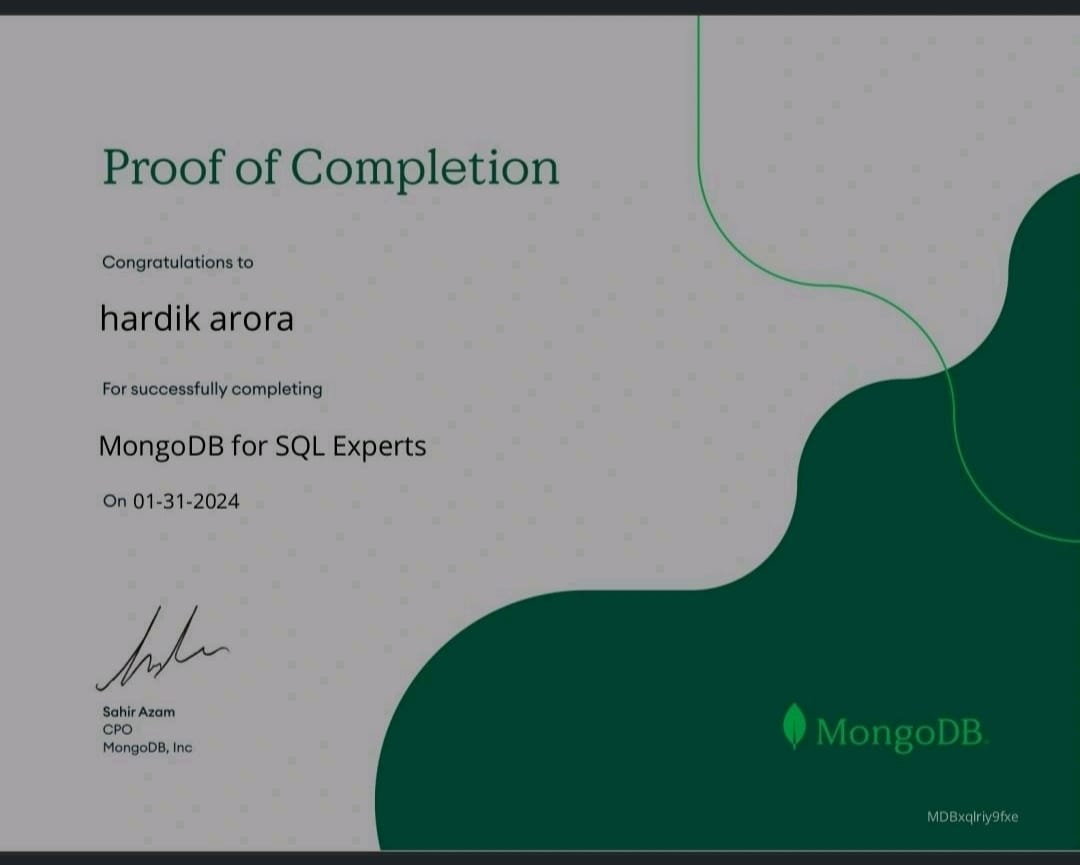 Proof of Completion
Congratulations to
hardik arora
For successfully completing
MongoDB for SQL Experts
On 01-31-2024
Sahir Azam
CPO
MongoDB, Inc
MongoDB